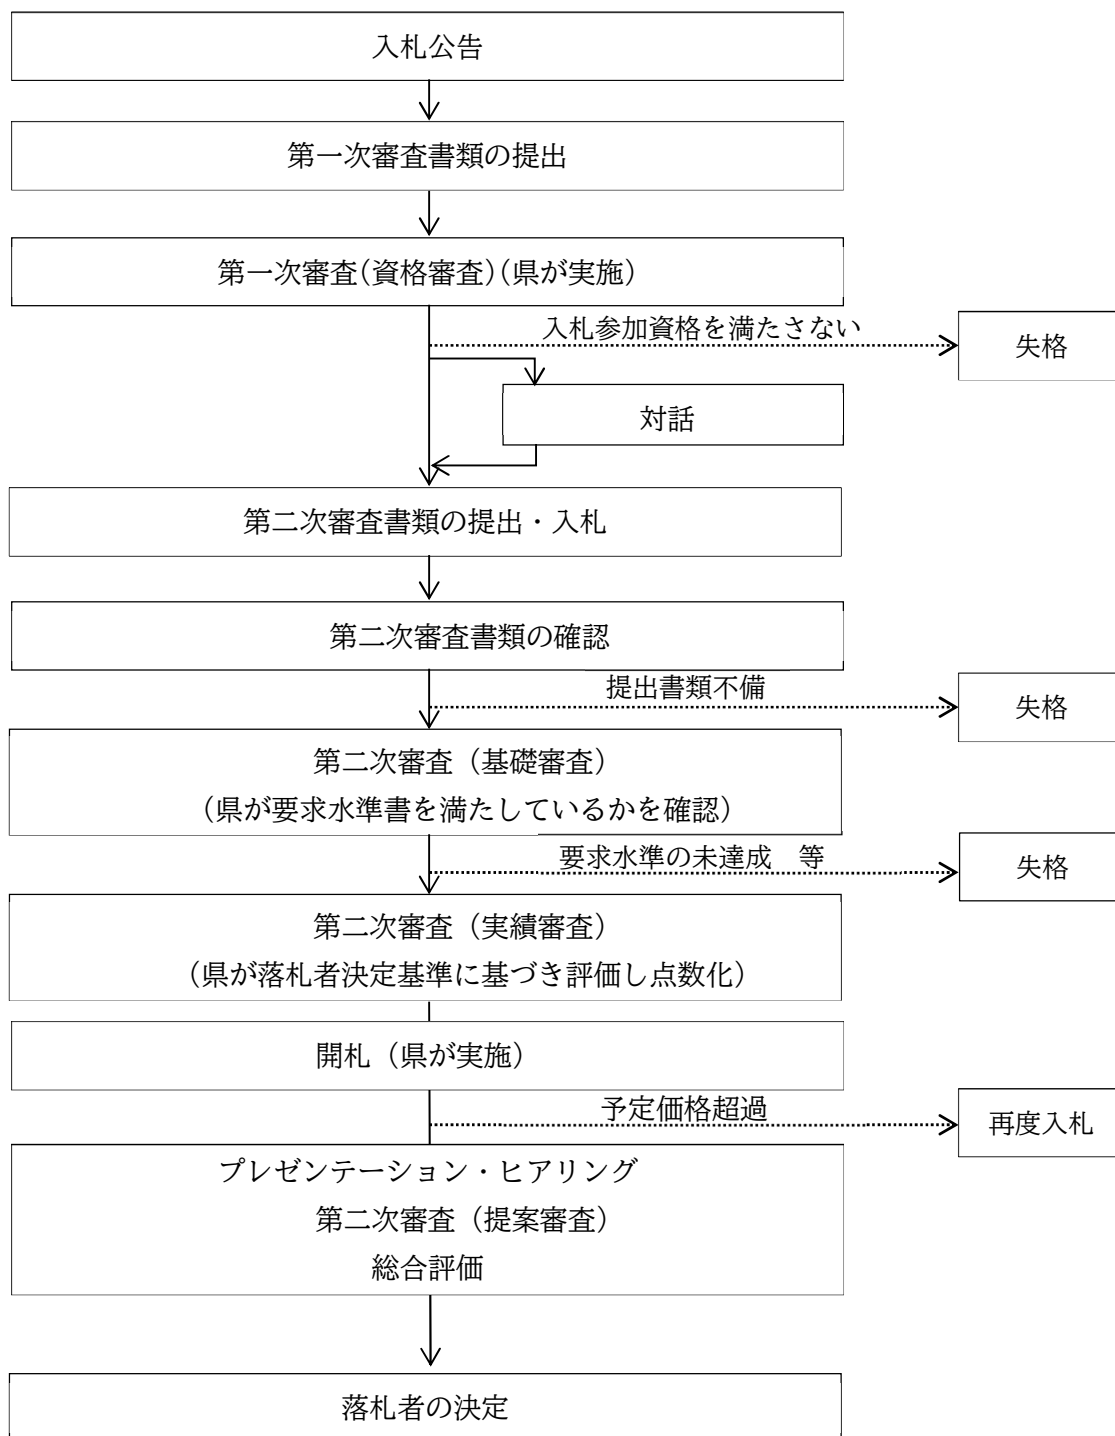 入札公告
第一次審査書類の提出
第一次審査(資格審査)(県が実施)
入札参加資格を満たさない
失格
対話
第二次審査書類の提出・入札
第二次審査書類の確認
提出書類不備
失格
第二次審査（基礎審査）
（県が要求水準書を満たしているかを確認）
要求水準の未達成　等
失格
第二次審査（実績審査）
（県が落札者決定基準に基づき評価し点数化）
開札（県が実施）
予定価格超過
再度入札
プレゼンテーション・ヒアリング
第二次審査（提案審査）
総合評価
落札者の決定